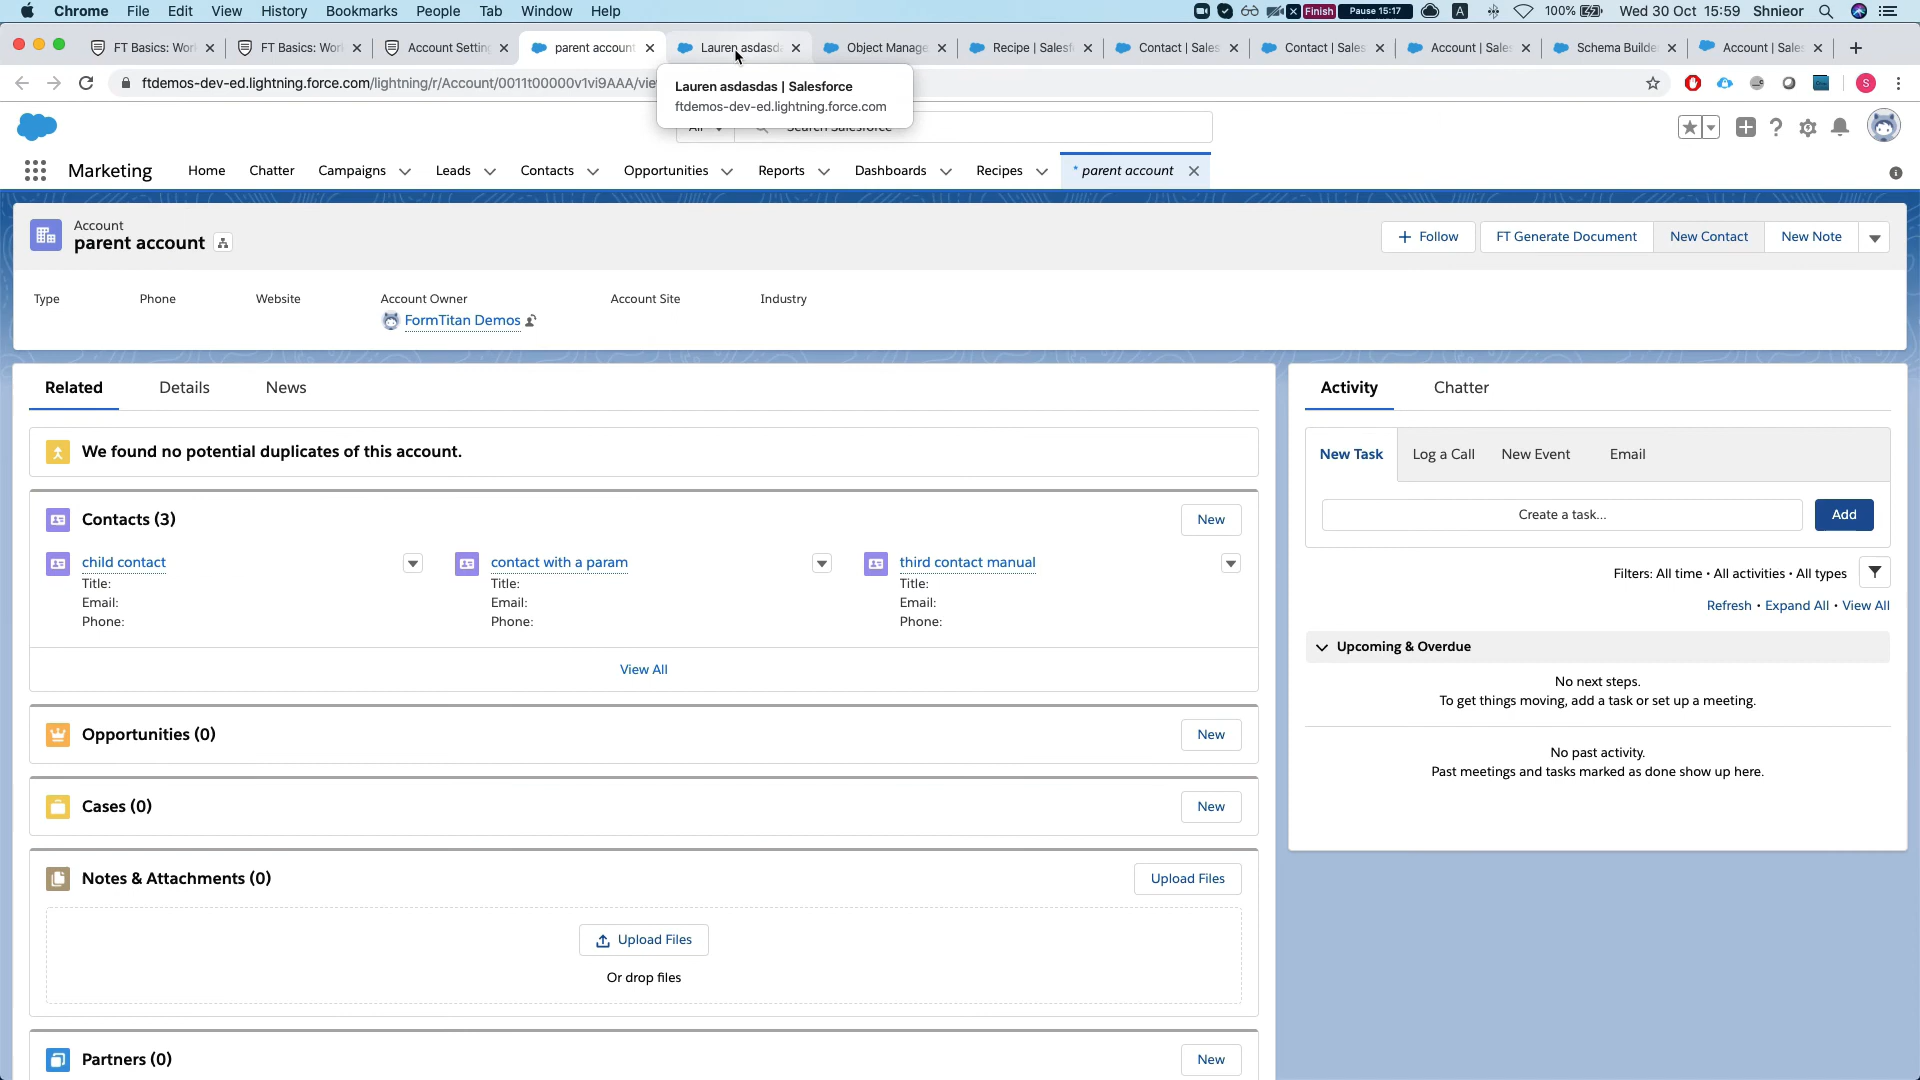 Chrome File Edit View History Bookmarks People Tab Window Help Finish Pause 15:17 A 100% Wed 30 Oct 15:59 Shnieor
FT Basics: Wor FT Basics: Wor Account Setting parent account Lauren asdasda Object Manage Recipe | Salesf Contact | Sales Contact | Sales Account | Sales Schema Builde Account | Sales
ftdemos-dev-ed.lightning.force.com/lightning/r/Account/0011t00000v1vi9AAA/vie
S
Lauren asdasdas | Salesforce
ftdemos-dev-ed.lightning.force.com
All Search Salesforce
Marketing Home Chatter Campaigns Leads Contacts Opportunities Reports Dashboards Recipes * parent account
Account
parent account
Follow FT Generate Document New Contact New Note
Type Phone Website Account Owner Account Site Industry
FormTitan Demos
Related Details News
We found no potential duplicates of this account.
Contacts (3) New
child contact contact with a param third contact manual
Title: Title: Title:
Email: Email: Email:
Phone: Phone: Phone:
View All
Opportunities (0) New
Cases (0) New
Notes & Attachments (0) Upload Files
Upload Files
Or drop files
Partners (0) New
Activity Chatter
New Task Log a Call New Event Email
Create a task... Add
Filters: All time • All activities • All types
Refresh • Expand All • View All
Upcoming & Overdue
No next steps.
To get things moving, add a task or set up a meeting.
No past activity.
Past meetings and tasks marked as done show up here.